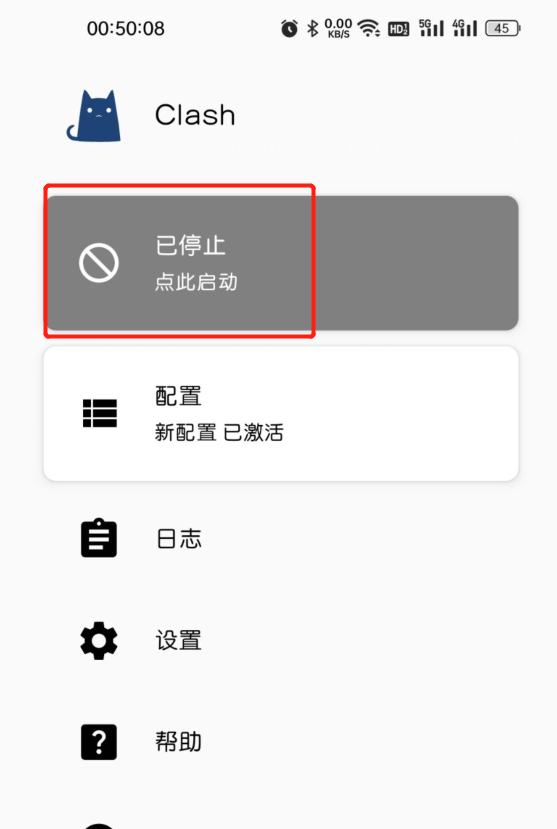 00:50:08
0.00 KB/S
HD2
5G
4G
45
Clash
已停止
点此启动
配置
新配置 已激活
日志
设置
帮助